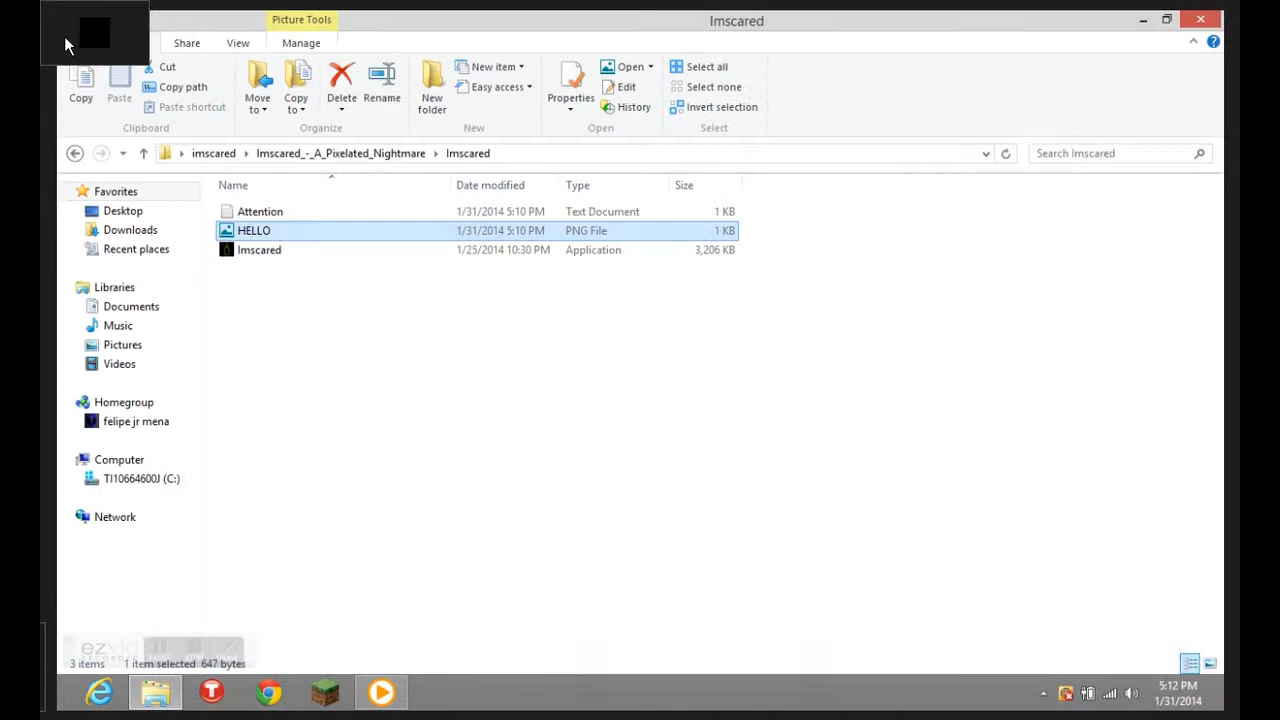 Picture Tools
Imscared
Share View Manage
Copy
Paste
Cut
Copy path
Paste shortcut
Clipboard
Move to
Copy to
Delete
Rename
Organize
New folder
New item
Easy access
New
Properties
Open
Edit
History
Open
Select all
Select none
Invert selection
Select
imscared Imscared_-_A_Pixelated_Nightmare Imscared
Search Imscared
Name Date modified Type Size
Attention 1/31/2014 5:10 PM Text Document 1 KB
HELLO 1/31/2014 5:10 PM PNG File 1 KB
Imscared 1/25/2014 10:30 PM Application 3,206 KB
Favorites
Desktop
Downloads
Recent places
Libraries
Documents
Music
Pictures
Videos
Homegroup
felipe jr mena
Computer
TI10664600J (C:)
Network
ezvid
3 items 1 item selected 647 bytes
5:12 PM
1/31/2014